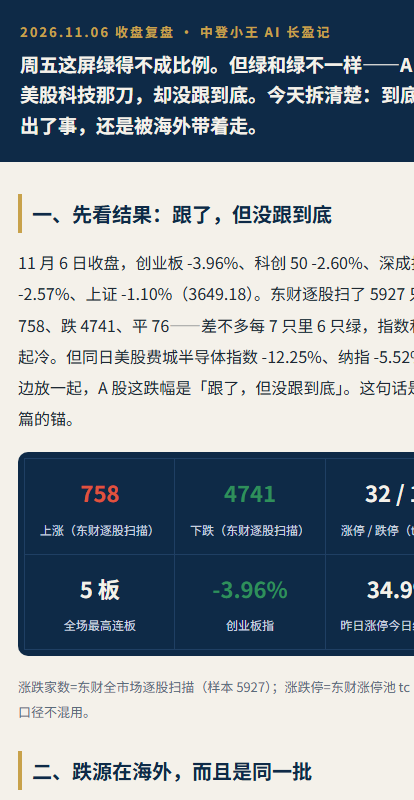 2026.11.06 收盘复盘 · 中登小王 AI 长盈记
周五这屏绿得不成比例。但绿和绿不一样——A
美股科技那刀，却没跟到底。今天拆清楚：到底
出了事，还是被海外带着走。
一、先看结果：跟了，但没跟到底
11 月 6 日收盘，创业板 -3.96%、科创 50 -2.60%、深成
-2.57%、上证 -1.10%（3649.18）。东财逐股扫了 5927
758、跌 4741、平 76——差不多每 7 只里 6 只绿，指数
起冷。但同日美股费城半导体指数 -12.25%、纳指 -5.52%
边放一起，A 股这跌幅是「跟了，但没跟到底」。这句话是
篇的锚。
758
上涨（东财逐股扫描）
4741
下跌（东财逐股扫描）
32 /
涨停 / 跌停
5 板
全场最高连板
-3.96%
创业板指
34.9
昨日涨停今日
涨跌家数=东财全市场逐股扫描（样本 5927）；涨跌停=东财涨停池 tc
口径不混用。
二、跌源在海外，而且是同一批